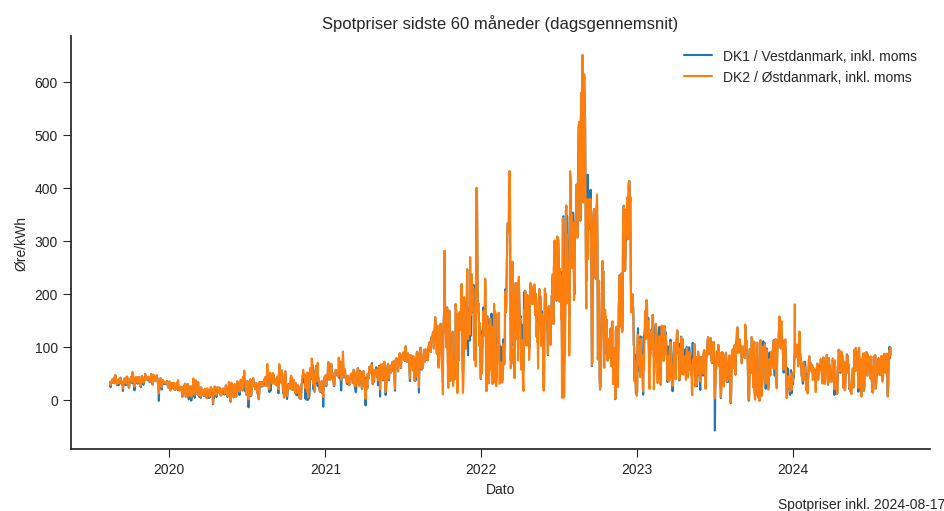 Spotpriser sidste 60 måneder (dagsgennemsnit)
DK1 / Vestdanmark, inkl. moms
DK2 / Østdanmark, inkl. moms
600
500
400
300
200
100
0
Øre/kWh
2020 2021 2022 2023 2024
Dato
Spotpriser inkl. 2024-08-17